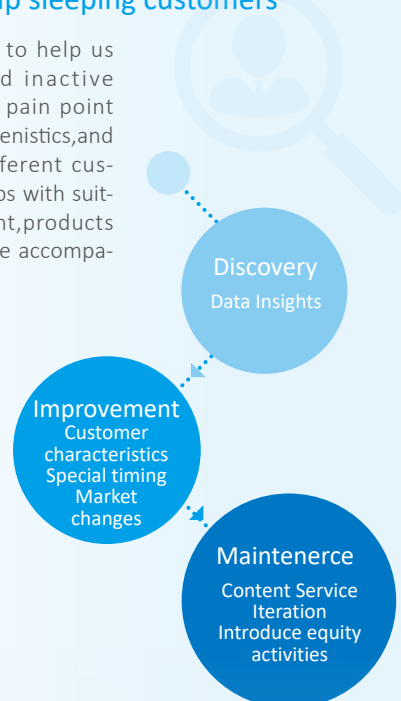 p sleeping customers
to help us
d inactive
pain point
enistics,and
fferent cus-
ps with suit-
nt,products
e accompa-
Discovery
Data Insights
Improvement
Customer
characteristics
Special timing
Market
changes
Maintenerce
Content Service
Iteration
Introduce equity
activities